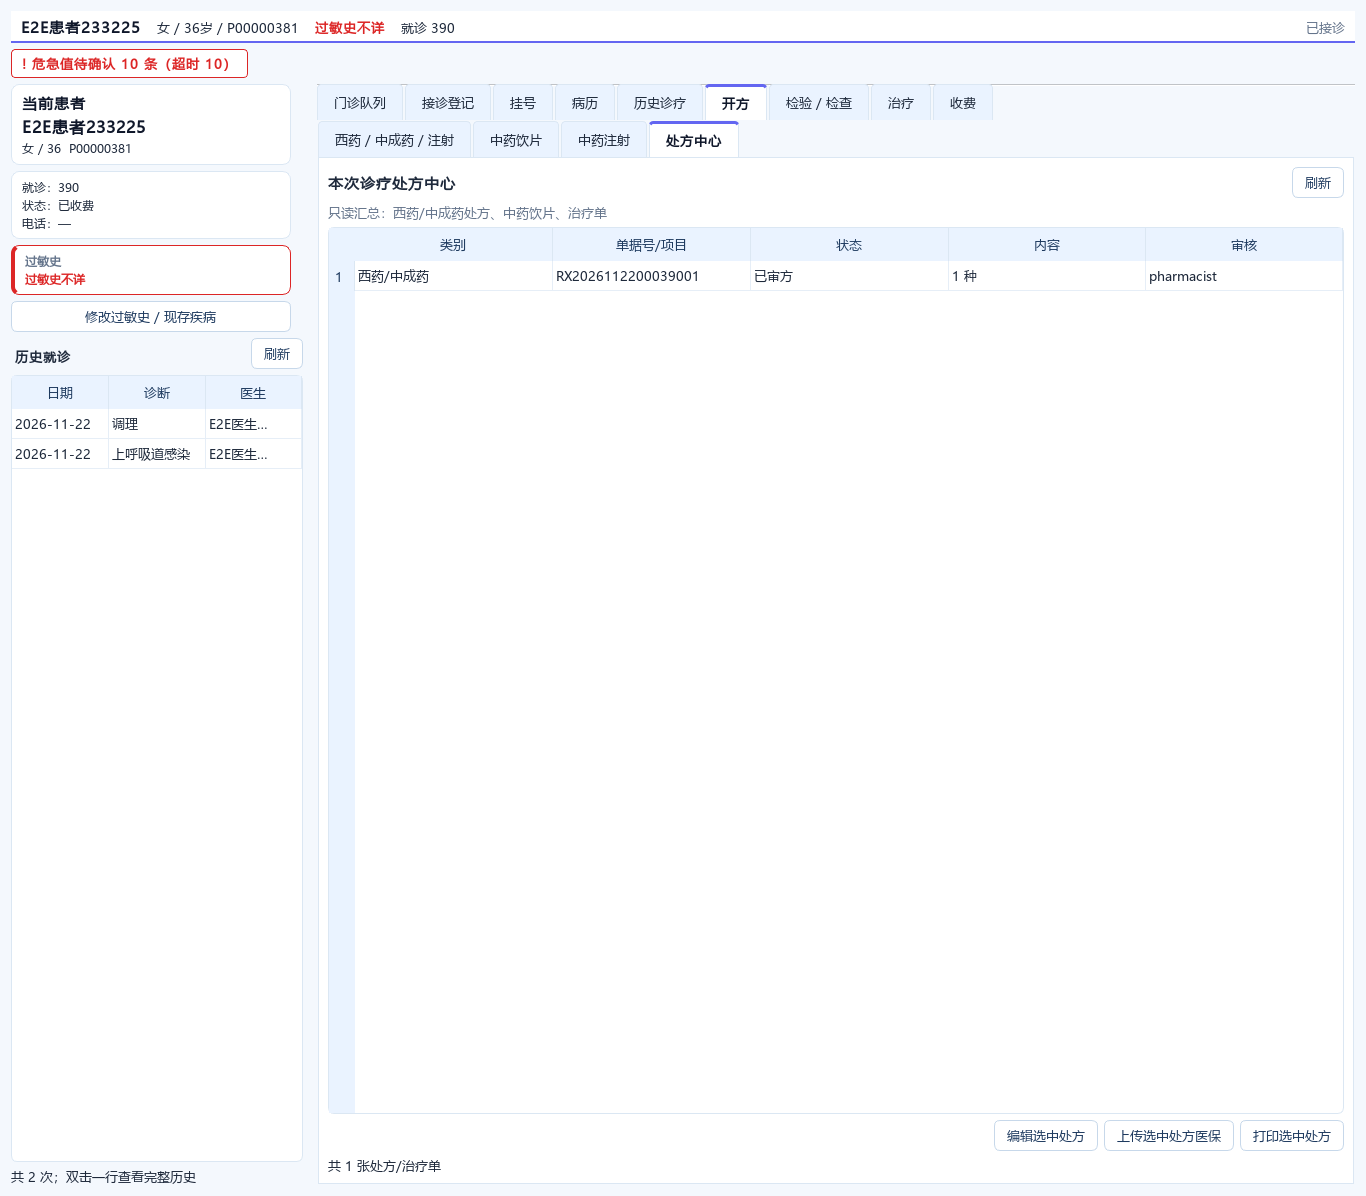 E2E患者233225 女 / 36岁 / P00000381 过敏史不详 就诊 390 已接诊
! 危急值待确认 10 条（超时 10）
当前患者
E2E患者233225
女 / 36 P00000381
就诊：390
状态：已收费
电话：—
过敏史
过敏史不详
修改过敏史 / 现存疾病
历史就诊 刷新
日期 诊断 医生
2026-11-22 调理 E2E医生...
2026-11-22 上呼吸道感染 E2E医生...
共 2 次；双击一行查看完整历史
门诊队列 接诊登记 挂号 病历 历史诊疗 开方 检验 / 检查 治疗 收费
西药 / 中成药 / 注射 中药饮片 中药注射 处方中心
本次诊疗处方中心 刷新
只读汇总：西药/中成药处方、中药饮片、治疗单
类别 单据号/项目 状态 内容 审核
1 西药/中成药 RX2026112200039001 已审方 1 种 pharmacist
编辑选中处方 上传选中处方医保 打印选中处方
共 1 张处方/治疗单